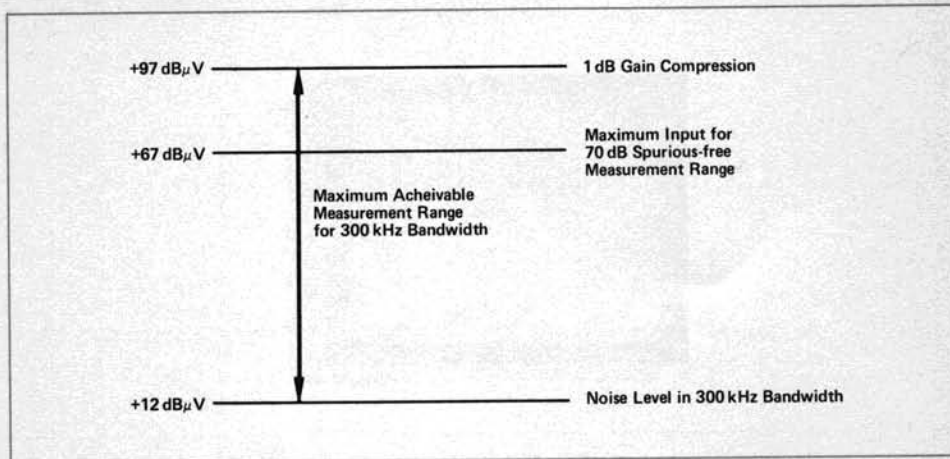 +97 dBμV
1 dB Gain Compression
+67 dBμV
Maximum Input for
70 dB Spurious-free
Measurement Range
Maximum Acheivable
Measurement Range
for 300 kHz Bandwidth
+12 dBμV
Noise Level in 300 kHz Bandwidth